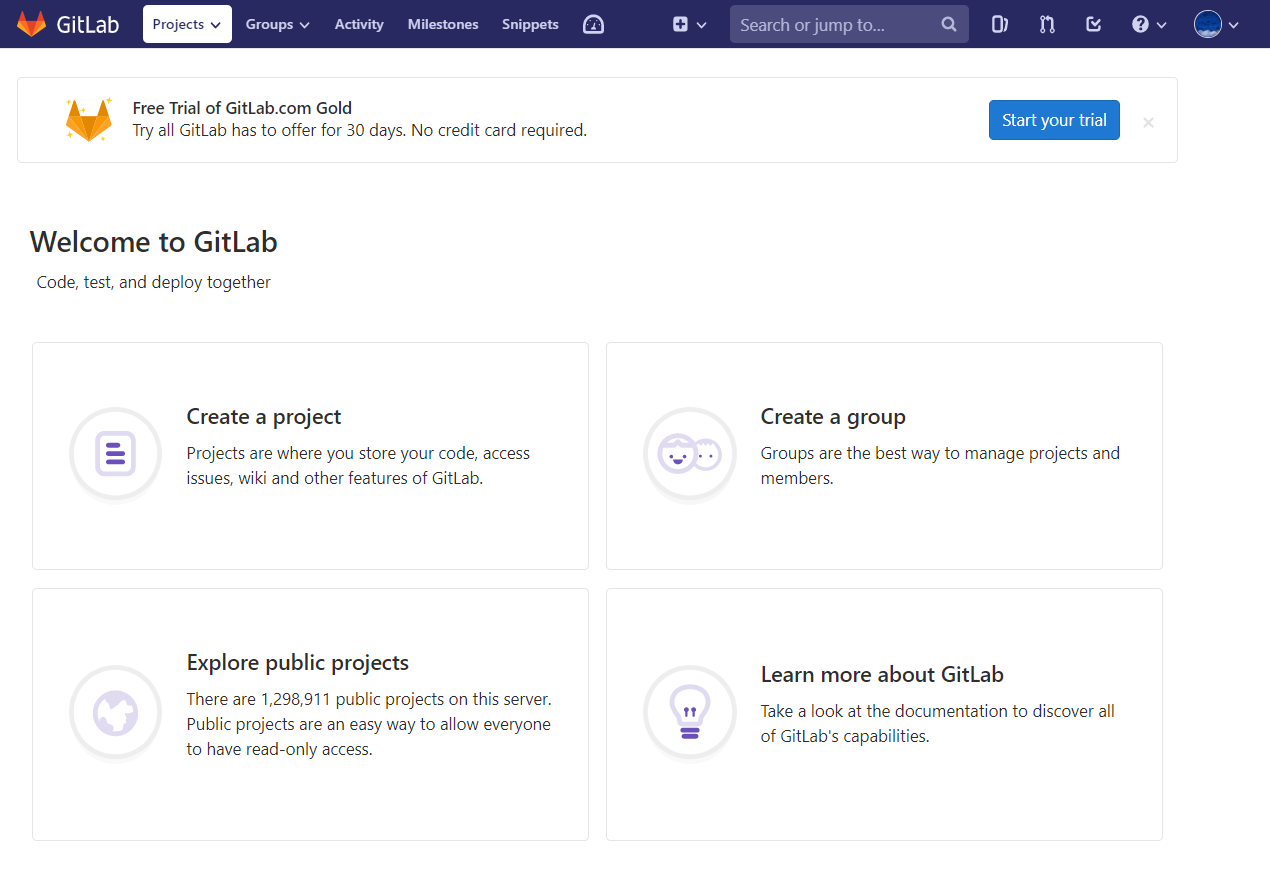 GitLab Projects Groups Activity Milestones Snippets Search or jump to...
Free Trial of GitLab.com Gold
Try all GitLab has to offer for 30 days. No credit card required.
Start your trial
Welcome to GitLab
Code, test, and deploy together
Create a project
Projects are where you store your code, access
issues, wiki and other features of GitLab.
Create a group
Groups are the best way to manage projects and
members.
Explore public projects
There are 1,298,911 public projects on this server.
Public projects are an easy way to allow everyone
to have read-only access.
Learn more about GitLab
Take a look at the documentation to discover all
of GitLab's capabilities.